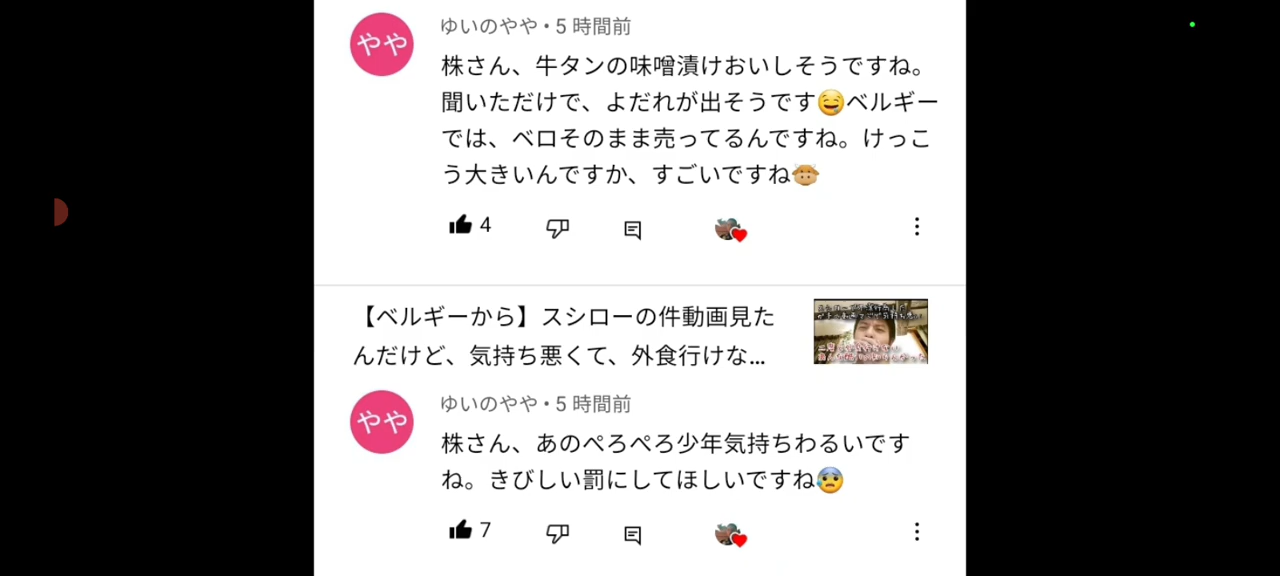 やや
ゆいのやや • 5 時間前
株さん、牛タンの味噌漬けおいしそうですね。
聞いただけで、よだれが出そうです🤤ベルギー
では、ベロそのまま売ってるんですね。けっこ
う大きいんですか、すごいですね🐮
4
【ベルギーから】スシローの件動画見た
んだけど、気持ち悪くて、外食行けな...
やや
ゆいのやや • 5 時間前
株さん、あのぺろぺろ少年気持ちわるいです
ね。きびしい罰にしてほしいですね😰
7